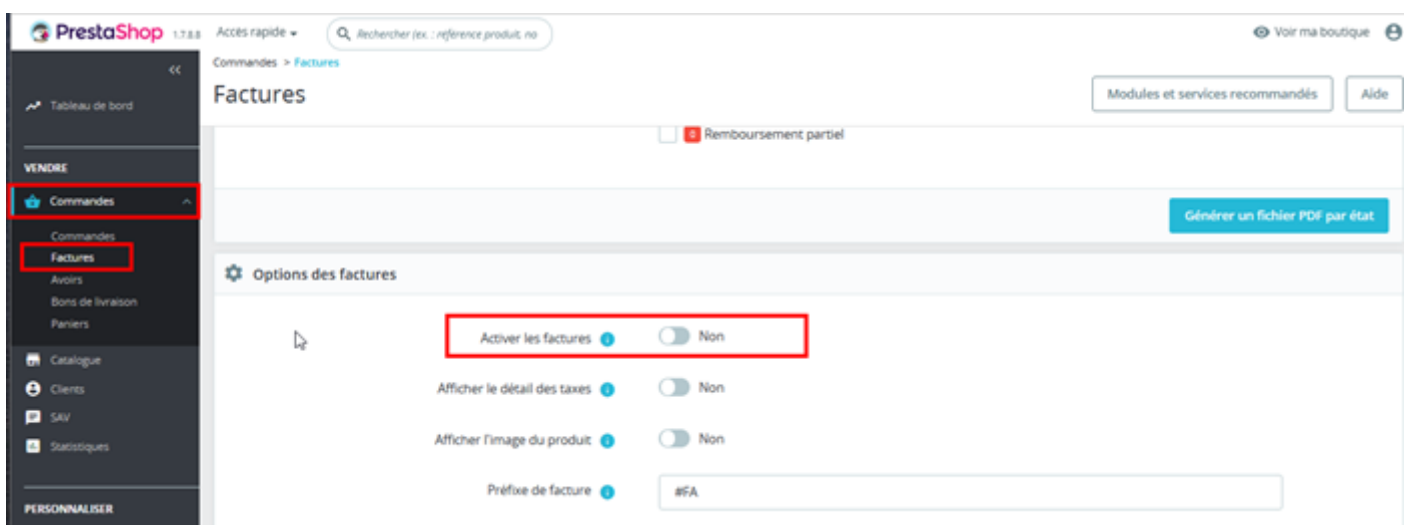 PrestaShop 1.7.8.8 Accès rapide Rechercher (ex. : référence produit, no Voir ma boutique
Commandes > Factures
Factures
Modules et services recommandés Aide
Tableau de bord
VENDRE
Commandes
Commandes
Factures
Avoirs
Bons de livraison
Paniers
Catalogue
Clients
SAV
Statistiques
PERSONNALISER
0 Remboursement partiel
Générer un fichier PDF par état
Options des factures
Activer les factures Non
Afficher le détail des taxes Non
Afficher l'image du produit Non
Préfixe de facture #FA